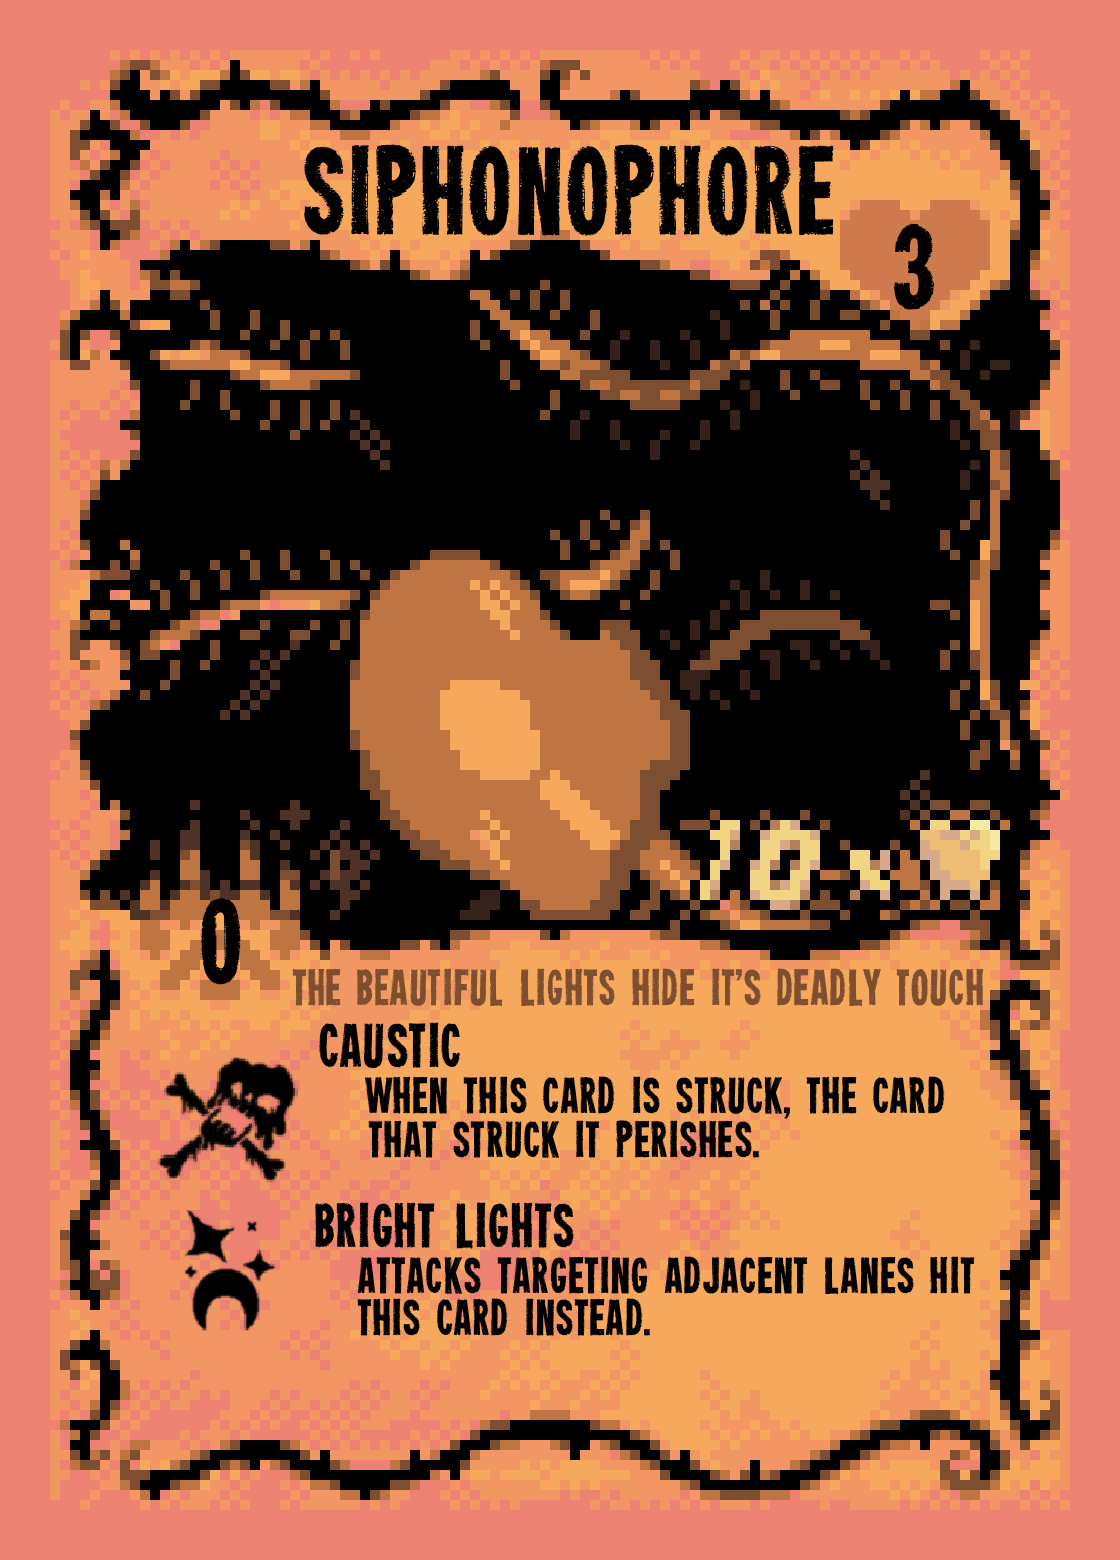 SIPHONOPHORE
3
10 x
0
THE BEAUTIFUL LIGHTS HIDE IT'S DEADLY TOUCH
CAUSTIC
WHEN THIS CARD IS STRUCK, THE CARD
THAT STRUCK IT PERISHES.
BRIGHT LIGHTS
ATTACKS TARGETING ADJACENT LANES HIT
THIS CARD INSTEAD.